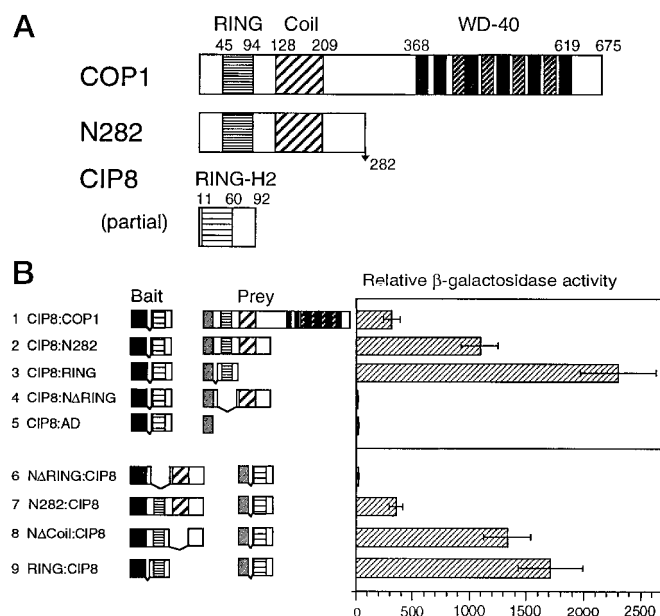 A
RING Coil WD-40
45 94 128 209 368 619 675
COP1
N282
282
CIP8 RING-H2
11 60 92
(partial)
B
Relative β-galactosidase activity
Bait Prey
1 CIP8:COP1
2 CIP8:N282
3 CIP8:RING
4 CIP8:NΔRING
5 CIP8:AD
6 NΔRING:CIP8
7 N282:CIP8
8 NΔCoil:CIP8
9 RING:CIP8
0 500 1000 1500 2000 2500